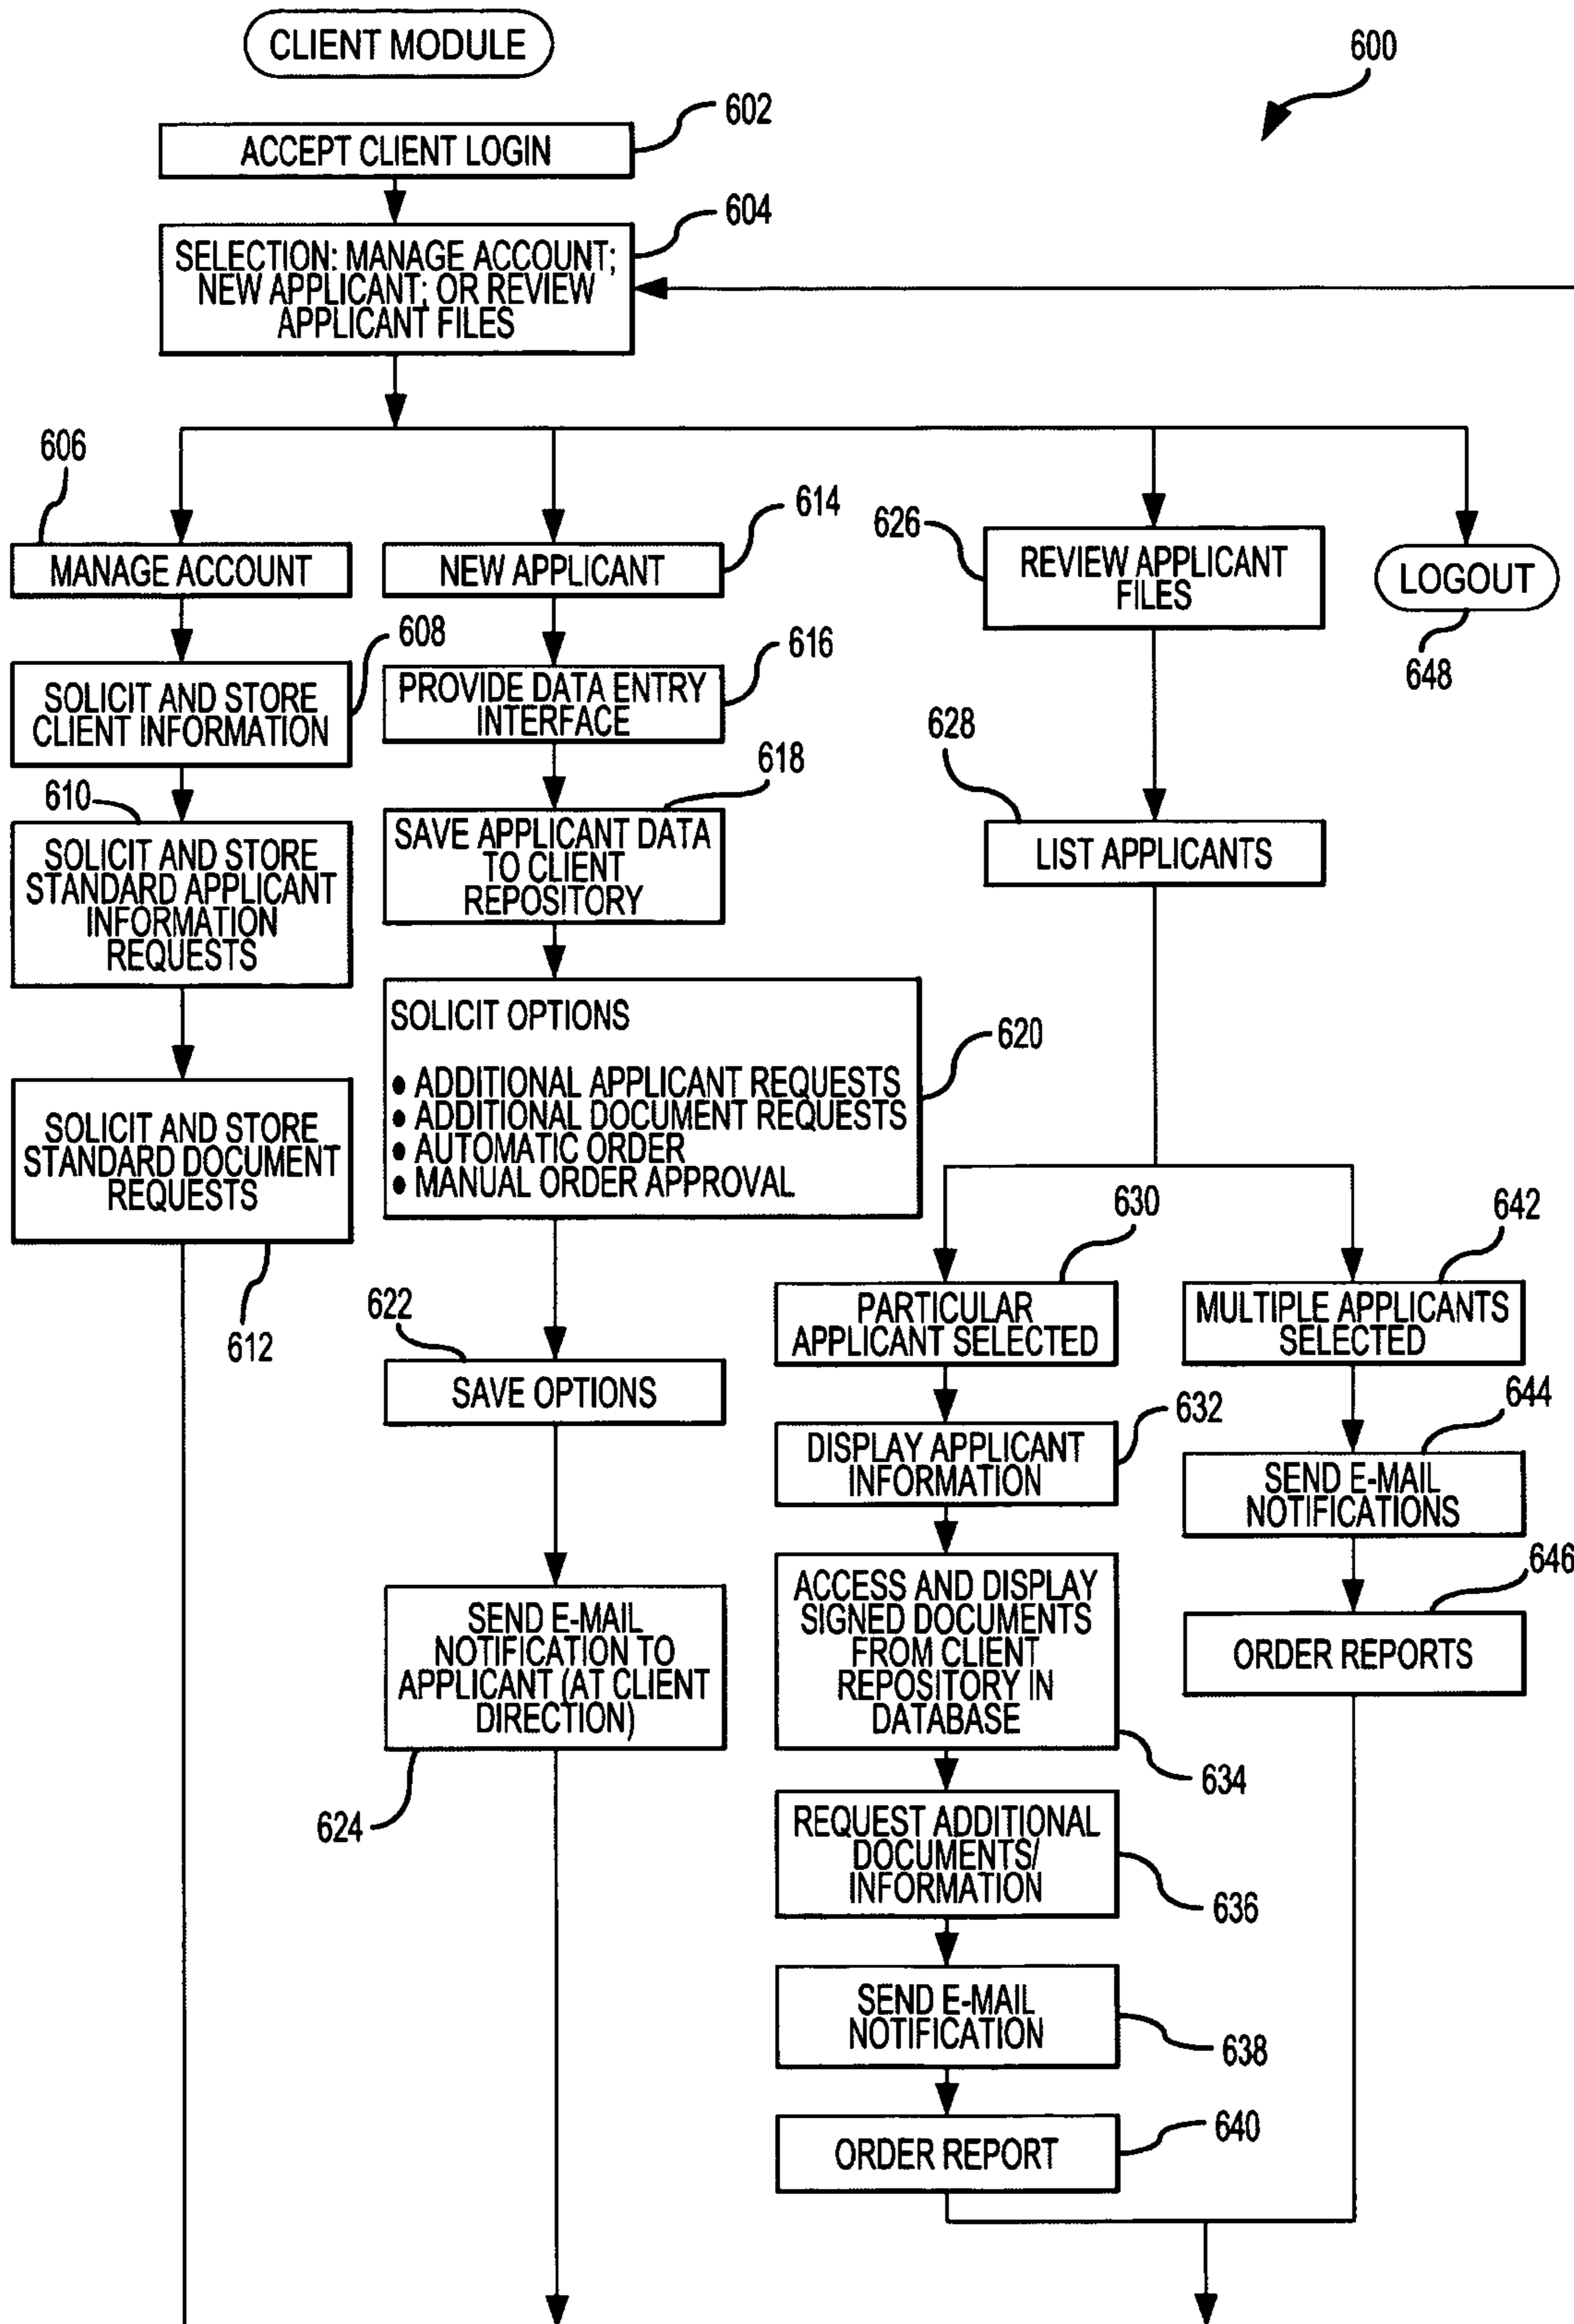 CLIENT MODULE
600
602
ACCEPT CLIENT LOGIN
604
SELECTION: MANAGE ACCOUNT;
NEW APPLICANT; OR REVIEW
APPLICANT FILES
606
MANAGE ACCOUNT
608
SOLICIT AND STORE
CLIENT INFORMATION
610
SOLICIT AND STORE
STANDARD APPLICANT
INFORMATION
REQUESTS
SOLICIT AND STORE
STANDARD DOCUMENT
REQUESTS
612
614
NEW APPLICANT
616
PROVIDE DATA ENTRY
INTERFACE
618
SAVE APPLICANT DATA
TO CLIENT
REPOSITORY
620
SOLICIT OPTIONS
• ADDITIONAL APPLICANT REQUESTS
• ADDITIONAL DOCUMENT REQUESTS
• AUTOMATIC ORDER
• MANUAL ORDER APPROVAL
622
SAVE OPTIONS
SEND E-MAIL
NOTIFICATION TO
APPLICANT (AT CLIENT
DIRECTION)
624
626
REVIEW APPLICANT
FILES
628
LIST APPLICANTS
630
PARTICULAR
APPLICANT SELECTED
632
DISPLAY APPLICANT
INFORMATION
ACCESS AND DISPLAY
SIGNED DOCUMENTS
FROM CLIENT
REPOSITORY IN
DATABASE
634
REQUEST ADDITIONAL
DOCUMENTS/
INFORMATION
636
SEND E-MAIL
NOTIFICATION
638
ORDER REPORT
640
642
MULTIPLE APPLICANTS
SELECTED
644
SEND E-MAIL
NOTIFICATIONS
646
ORDER REPORTS
LOGOUT
648